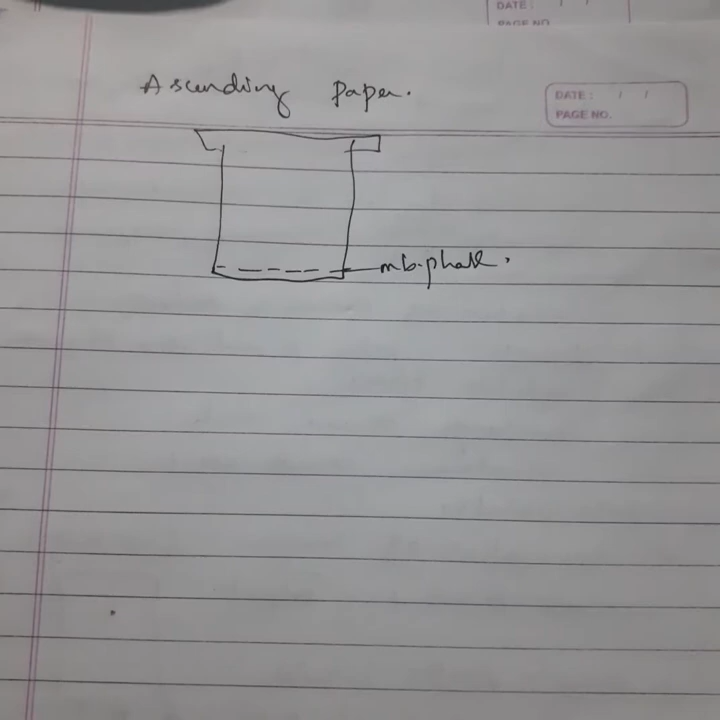 DATE : / /
PAGE NO.
Ascending Paper.
DATE : / /
PAGE NO.
mb.phase.